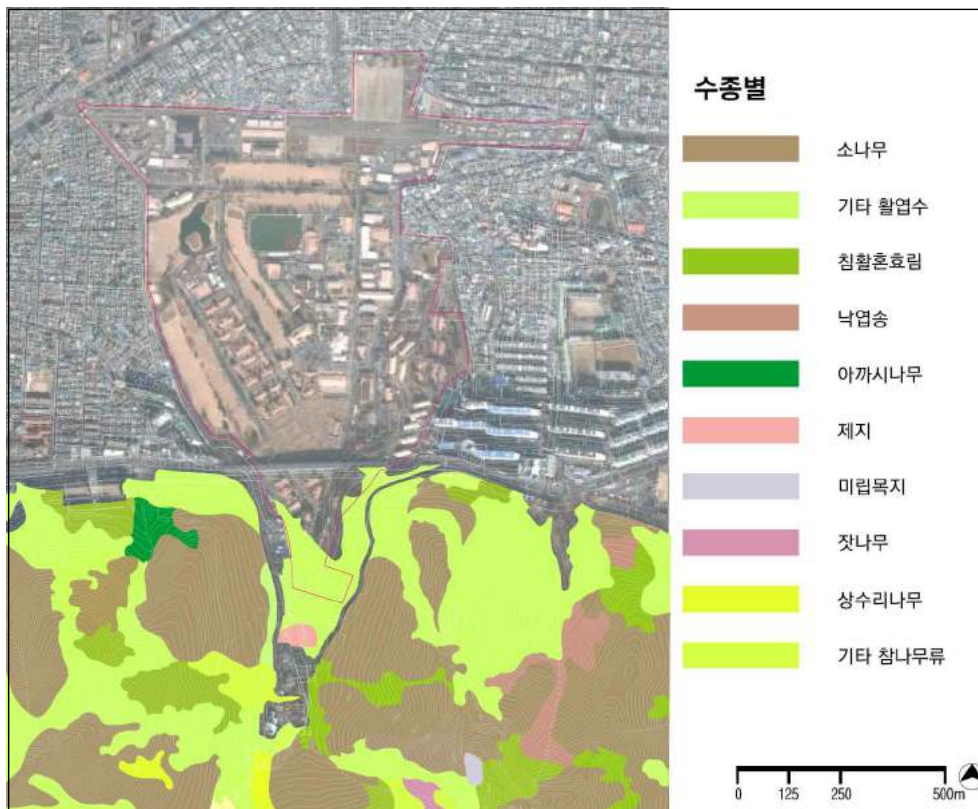 수종별
소나무
기타 활엽수
침활혼효림
낙엽송
아까시나무
제지
미립목지
잣나무
상수리나무
기타 참나무류
0 125 250 500m